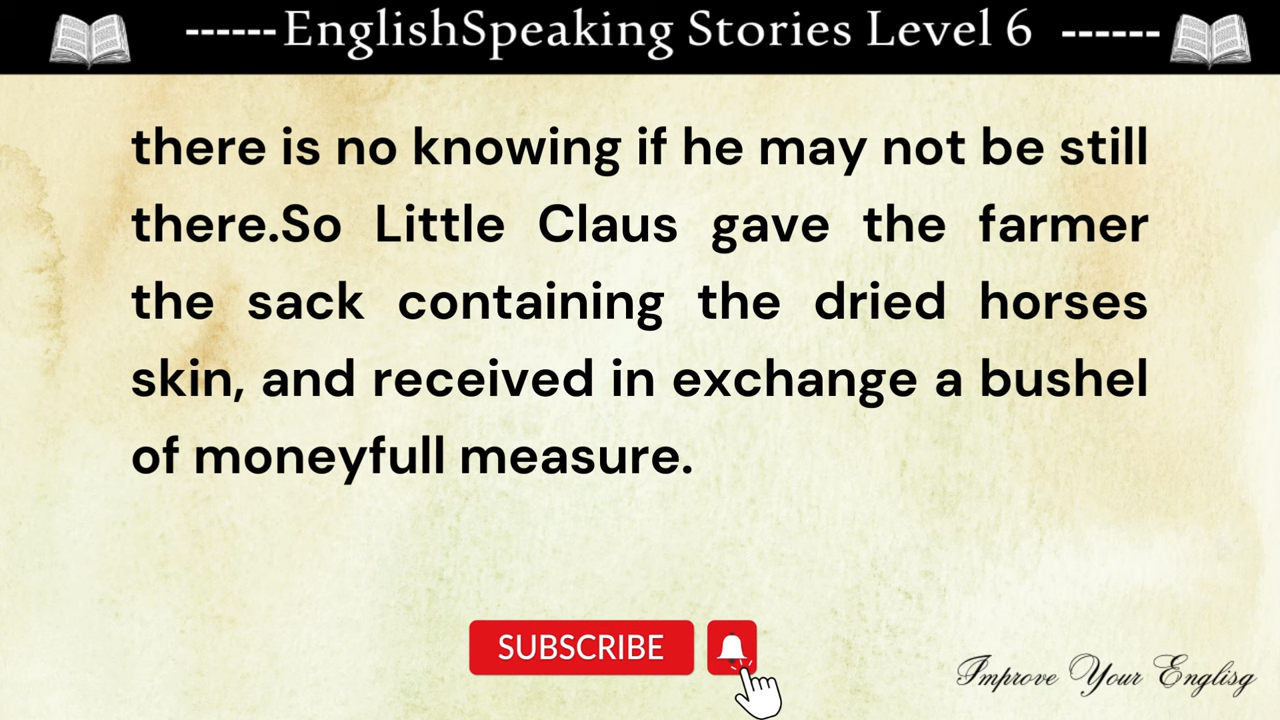 ------EnglishSpeaking Stories Level 6 ------
there is no knowing if he may not be still
there.So Little Claus gave the farmer
the sack containing the dried horses
skin, and received in exchange a bushel
of moneyfull measure.
SUBSCRIBE
Improve Your Englisg